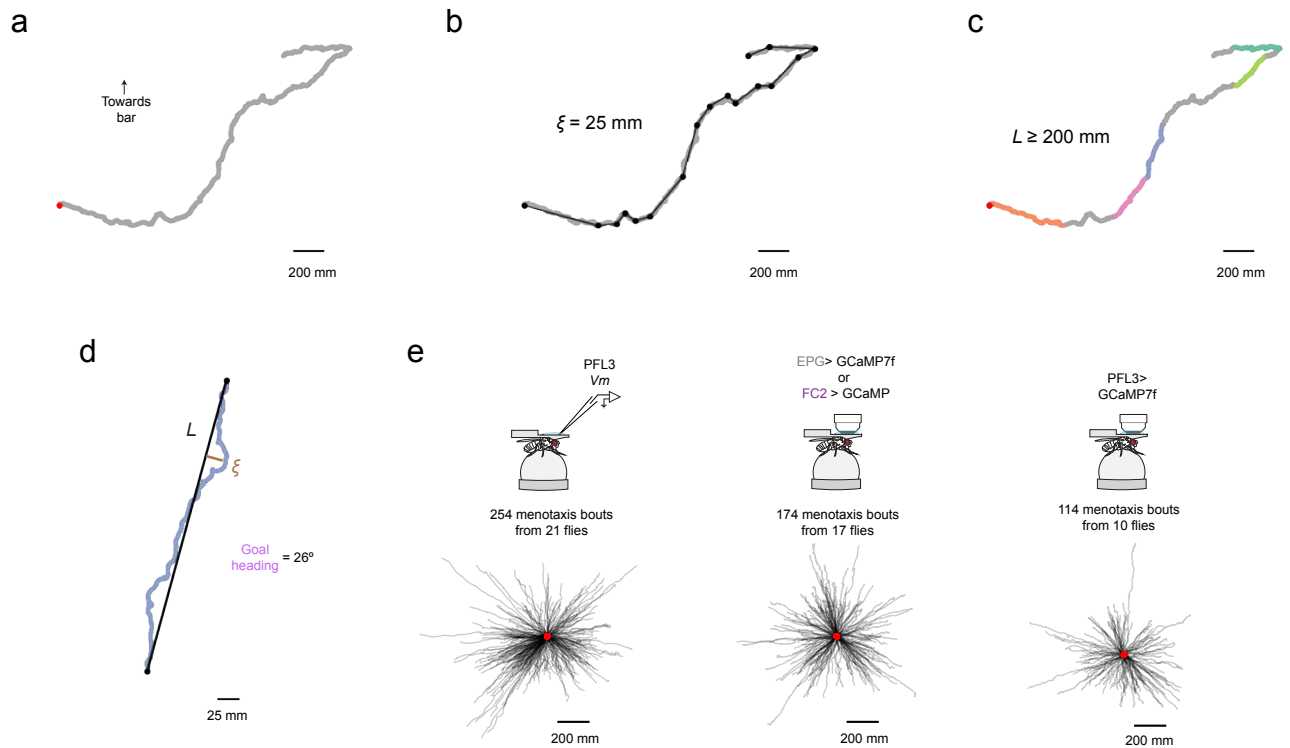 a
↑
Towards
bar
200 mm
b
ξ = 25 mm
200 mm
c
L ≥ 200 mm
200 mm
d
L
ξ
Goal
heading = 26º
25 mm
e
PFL3
Vm
254 menotaxis bouts
from 21 flies
200 mm
EPG> GCaMP7f
or
FC2 > GCaMP
174 menotaxis bouts
from 17 flies
200 mm
PFL3>
GCaMP7f
114 menotaxis bouts
from 10 flies
200 mm